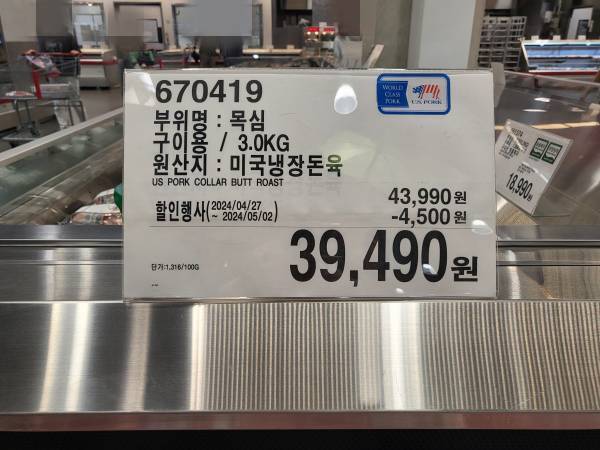 670419
WORLD CLASS PORK
U.S. PORK
부위명 : 목심
구이용 / 3.0KG
원산지 : 미국냉장돈육
US PORK COLLAR BUTT ROAST
43,990원
할인행사(2024/04/27 ~ 2024/05/02)
-4,500원
39,490원
단가:1,316/100G
18,990